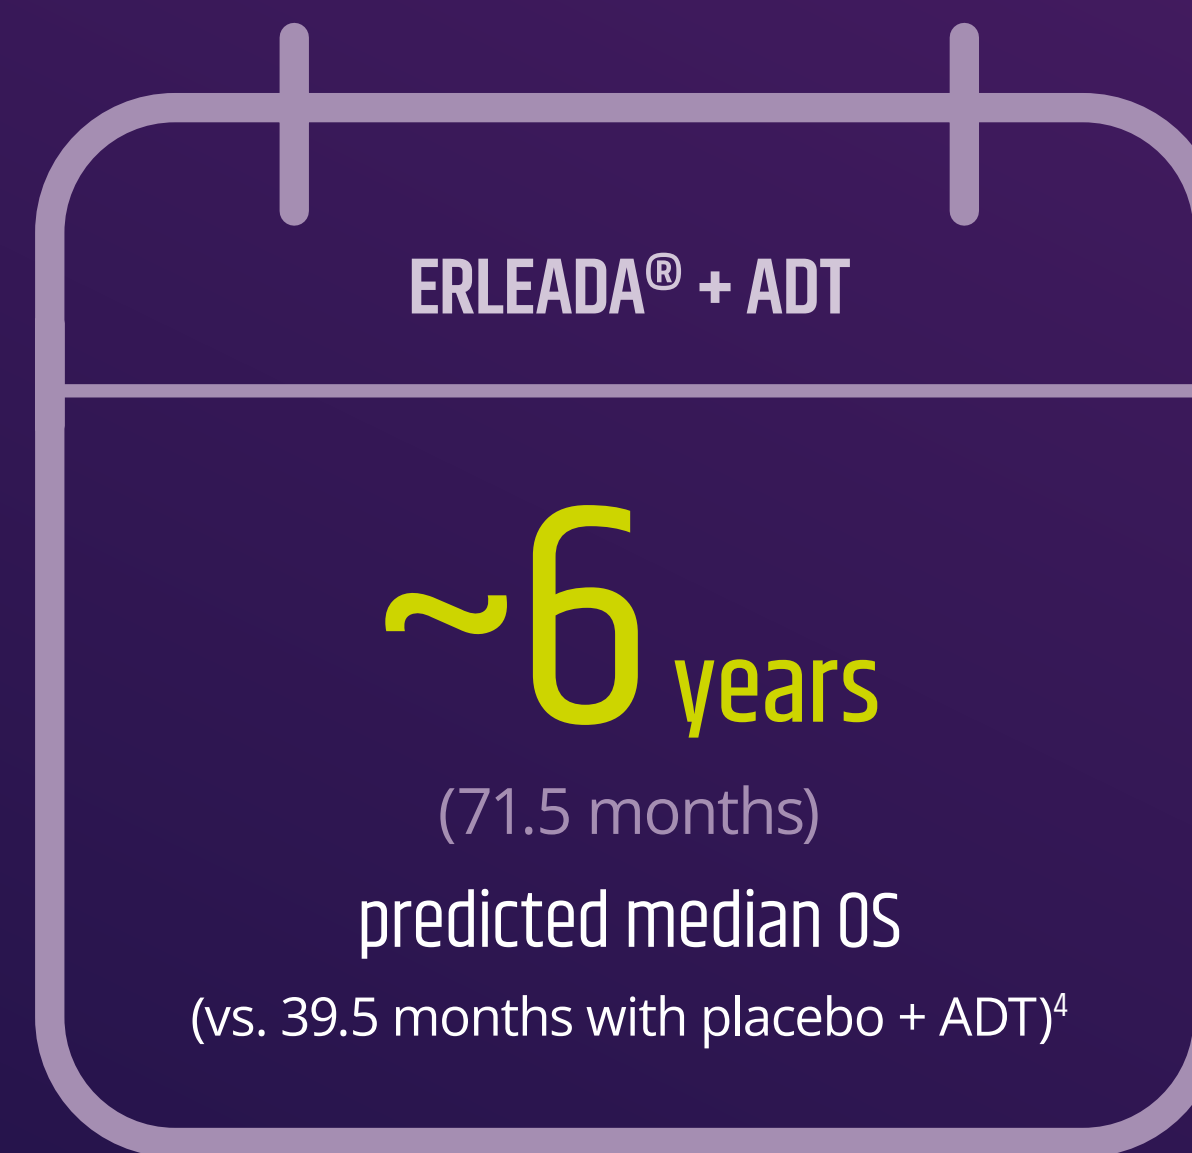 ERLEADA® + ADT
~6 years
(71.5 months)
predicted median OS
(vs. 39.5 months with placebo + ADT)⁴